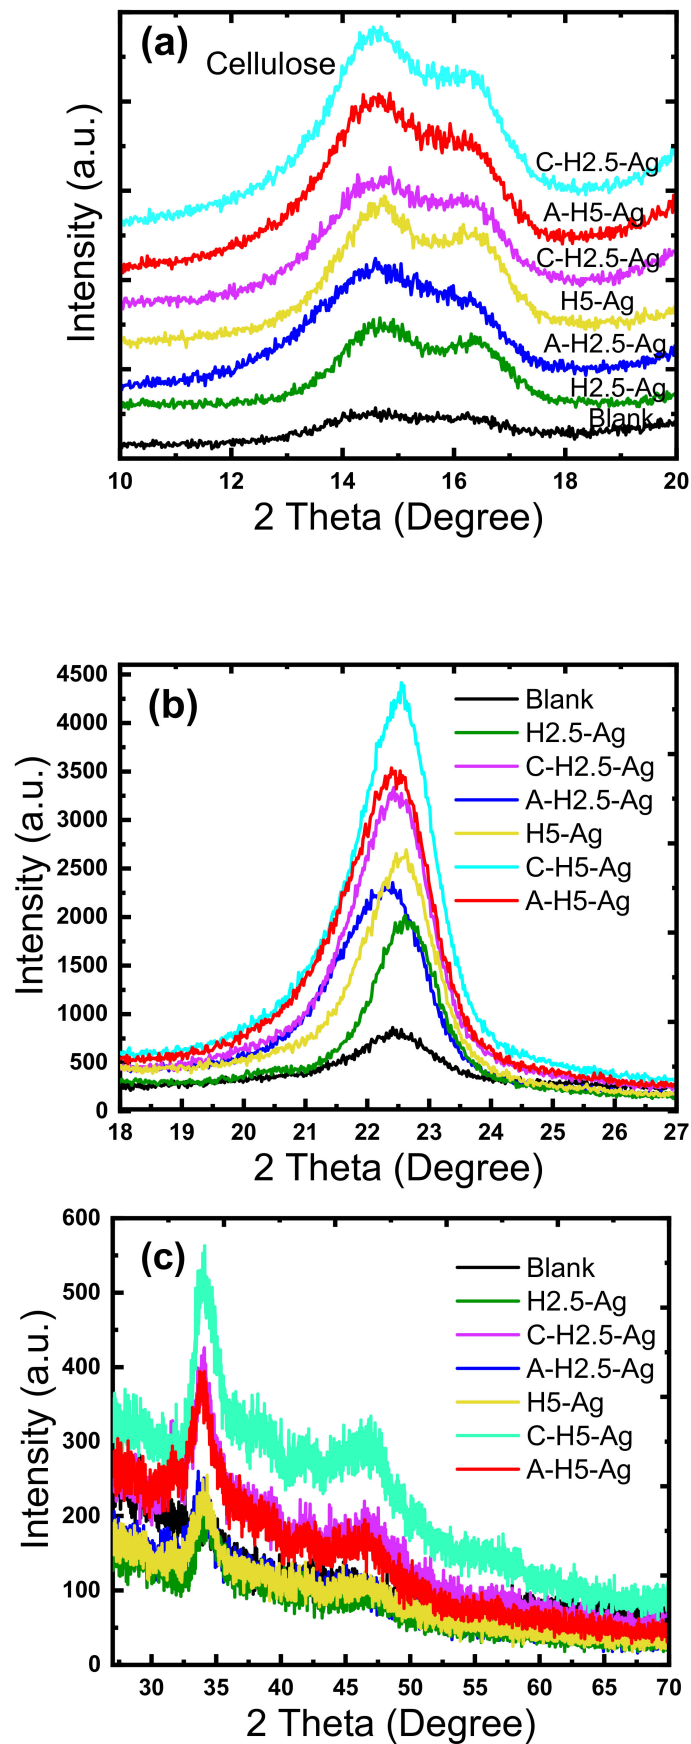 (a)
Cellulose
Intensity (a.u.)
C-H2.5-Ag
A-H5-Ag
C-H2.5-Ag
H5-Ag
A-H2.5-Ag
H2.5-Ag
Blank
10 12 14 16 18 20
2 Theta (Degree)
(b)
Intensity (a.u.)
4500
4000
3500
3000
2500
2000
1500
1000
500
0
Blank
H2.5-Ag
C-H2.5-Ag
A-H2.5-Ag
H5-Ag
C-H5-Ag
A-H5-Ag
18 19 20 21 22 23 24 25 26 27
2 Theta (Degree)
(c)
Intensity (a.u.)
600
500
400
300
200
100
0
Blank
H2.5-Ag
C-H2.5-Ag
A-H2.5-Ag
H5-Ag
C-H5-Ag
A-H5-Ag
30 35 40 45 50 55 60 65 70
2 Theta (Degree)